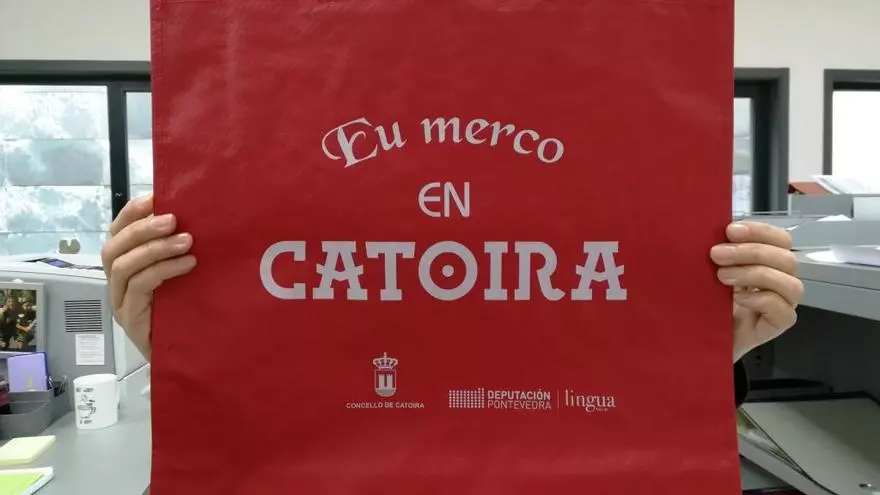 Eu merco
EN
CATOIRA
CONCELLO DE CATOIRA
DEPUTACIÓN
PONTEVEDRA
lingua